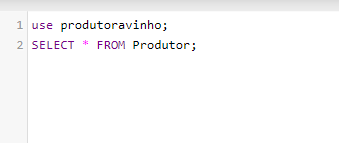 1 use produtoravinho;
2 SELECT * FROM Produtor;